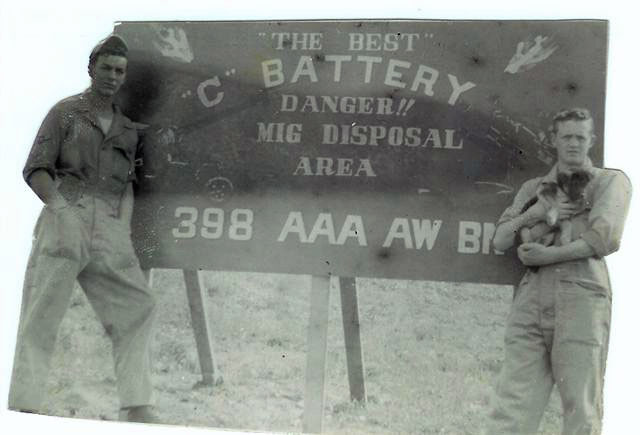 "THE BEST"
"C" BATTERY
DANGER!!
MIG DISPOSAL
AREA
398 AAA AW BN